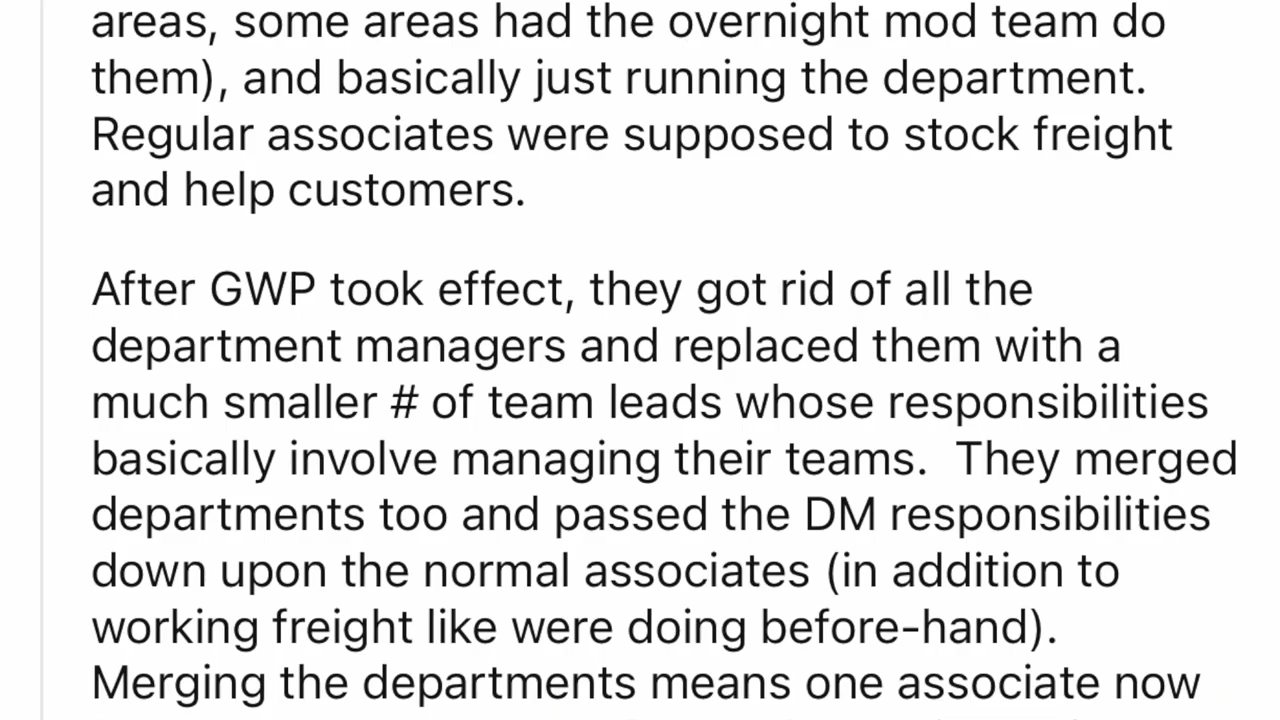 areas, some areas had the overnight mod team do
them), and basically just running the department.
Regular associates were supposed to stock freight
and help customers.
After GWP took effect, they got rid of all the
department managers and replaced them with a
much smaller # of team leads whose responsibilities
basically involve managing their teams.  They merged
departments too and passed the DM responsibilities
down upon the normal associates (in addition to
working freight like were doing before-hand).
Merging the departments means one associate now